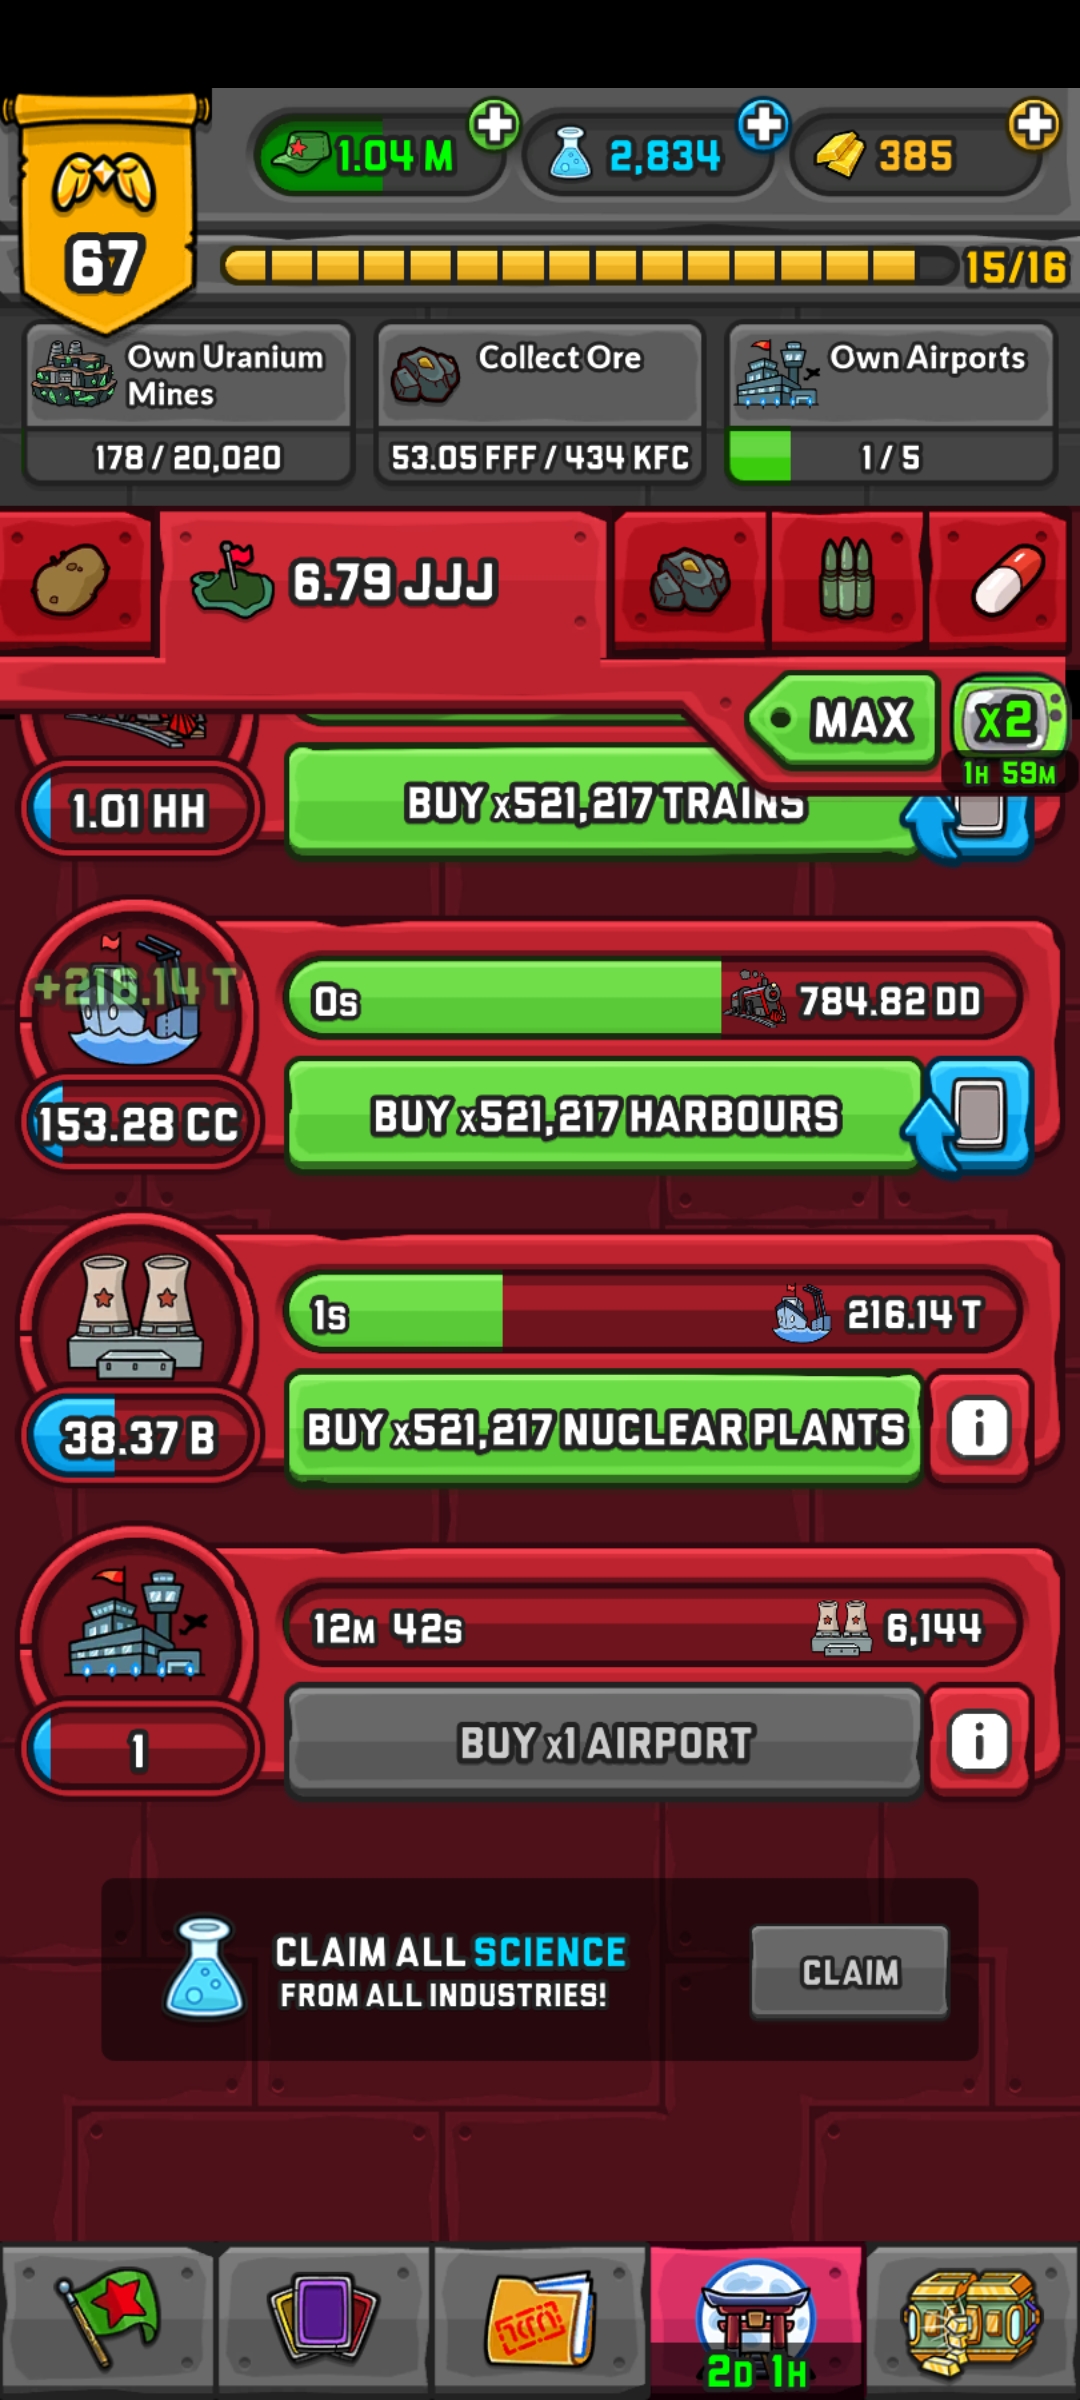 1.04 M
2,834
385
67
15/16
Own Uranium
Mines
178 / 20,020
Collect Ore
53.05 FFF / 434 KFC
Own Airports
1 / 5
6.79 JJJ
MAX
x2
1H 59M
1.01 HH
BUY x521,217 TRAINS
+216.14 T
0s
784.82 DD
153.28 CC
BUY x521,217 HARBOURS
1s
216.14 T
38.37 B
BUY x521,217 NUCLEAR PLANTS
i
12M 42s
6,144
1
BUY x1 AIRPORT
i
CLAIM ALL SCIENCE
FROM ALL INDUSTRIES!
CLAIM
2D 1H